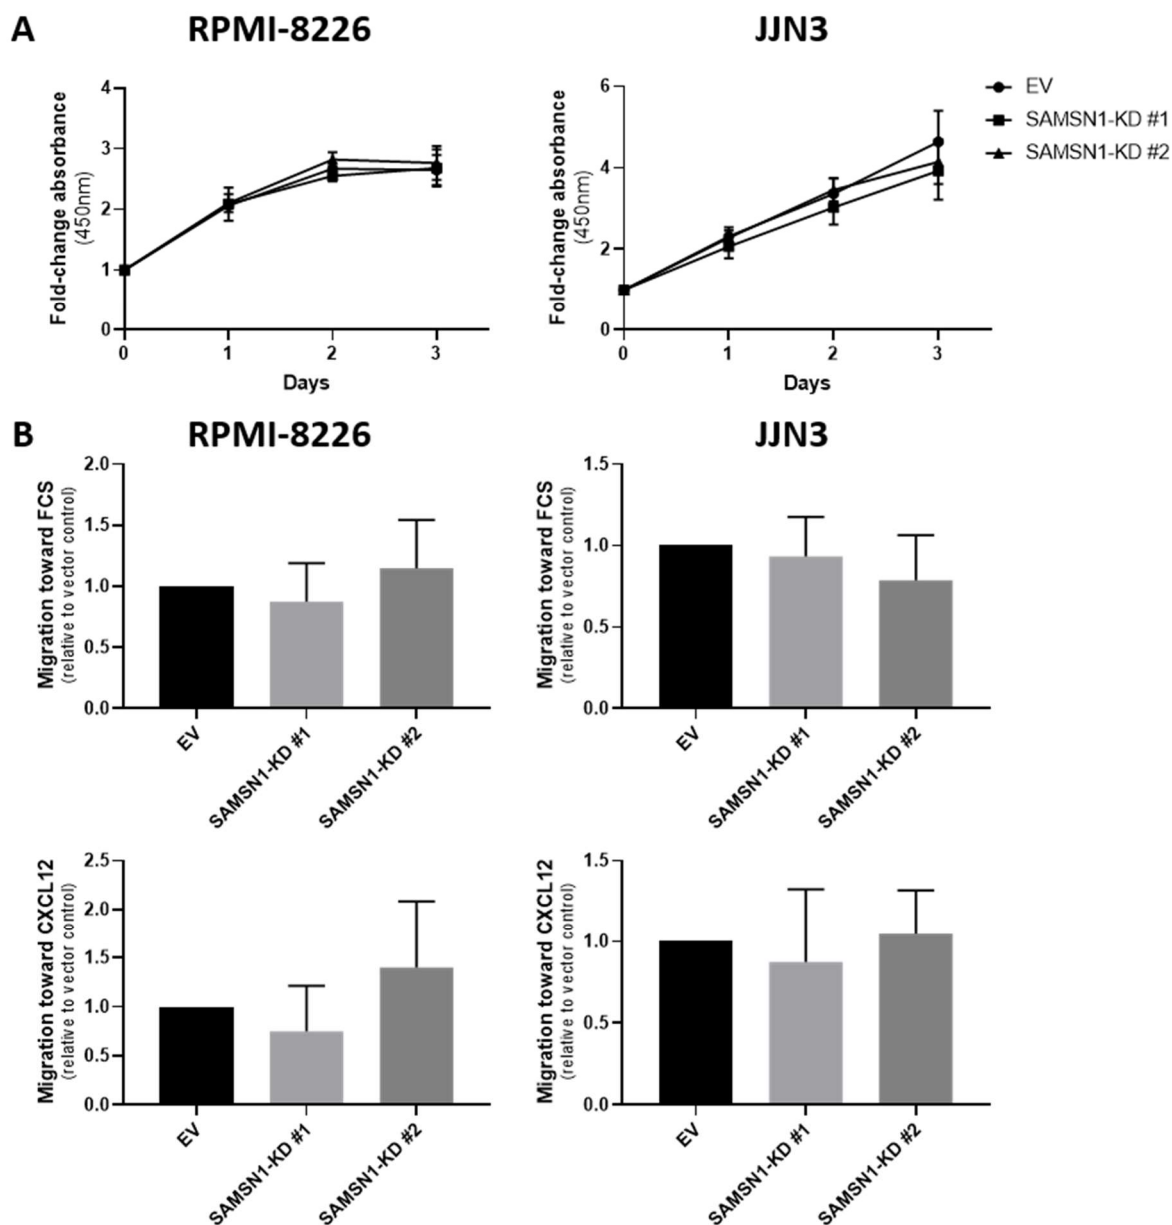 A
RPMI-8226
JJN3
Fold-change absorbance
(450nm)
4
3
2
1
0
0 1 2 3
Days
Fold-change absorbance
(450nm)
6
4
2
0
0 1 2 3
Days
EV
SAMSN1-KD #1
SAMSN1-KD #2
B
RPMI-8226
JJN3
Migration toward FCS
(relative to vector control)
2.0
1.5
1.0
0.5
0.0
EV
SAMSN1-KD #1
SAMSN1-KD #2
Migration toward FCS
(relative to vector control)
1.5
1.0
0.5
0.0
EV
SAMSN1-KD #1
SAMSN1-KD #2
Migration toward CXCL12
(relative to vector control)
2.5
2.0
1.5
1.0
0.5
0.0
EV
SAMSN1-KD #1
SAMSN1-KD #2
Migration toward CXCL12
(relative to vector control)
1.5
1.0
0.5
0.0
EV
SAMSN1-KD #1
SAMSN1-KD #2